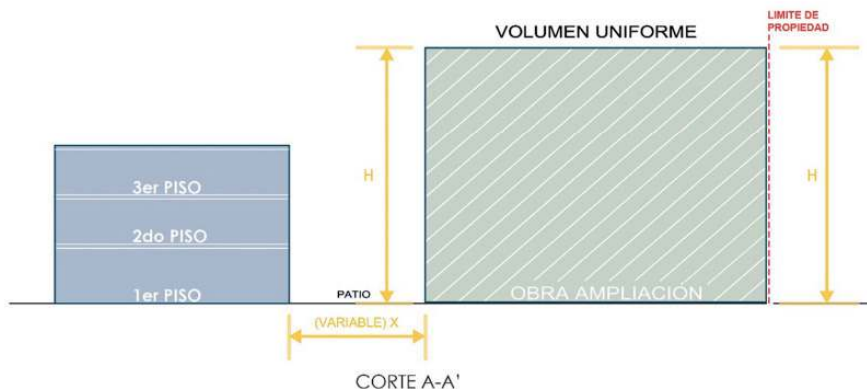 LIMITE DE
PROPIEDAD
VOLUMEN UNIFORME
H
H
3er PISO
2do PISO
1er PISO
PATIO
OBRA AMPLIACIÓN
(VARIABLE) X
CORTE A-A'